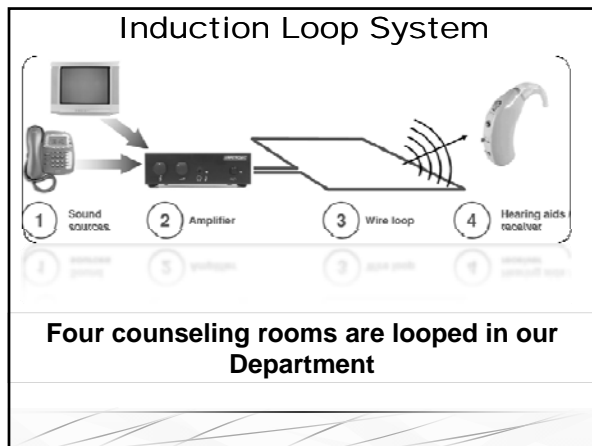 Induction Loop System
1 Sound sources
2 Amplifier
3 Wire loop
4 Hearing aids / receiver
Four counseling rooms are looped in our
Department